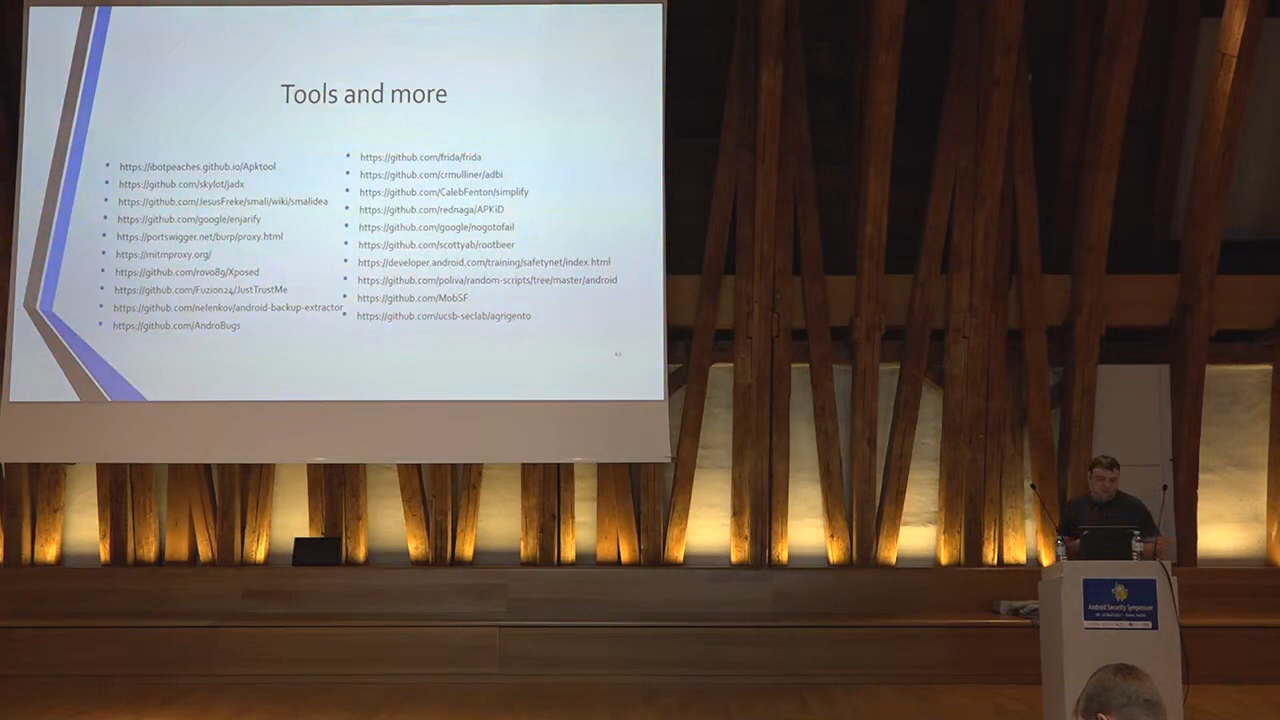 Tools and more
https://ibotpeaches.github.io/Apktool
https://github.com/skylot/jadx
https://github.com/JesusFreke/smali/wiki/smalidea
https://github.com/google/enjarify
https://portswigger.net/burp/proxy.html
https://mitmproxy.org/
https://github.com/rovo89/Xposed
https://github.com/Fuzion24/JustTrustMe
https://github.com/nelenkov/android-backup-extractor
https://github.com/AndroBugs
https://github.com/frida/frida
https://github.com/crmulliner/adbi
https://github.com/CalebFenton/simplify
https://github.com/rednaga/APKiD
https://github.com/google/nogotofail
https://github.com/scottyab/rootbeer
https://developer.android.com/training/safetynet/index.html
https://github.com/poliva/random-scripts/tree/master/android
https://github.com/MobSF
https://github.com/ucsb-seclab/agrigento
Android Security Symposium